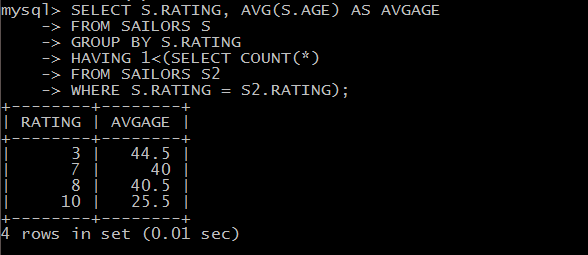 mysql> SELECT S.RATING, AVG(S.AGE) AS AVGAGE
    -> FROM SAILORS S
    -> GROUP BY S.RATING
    -> HAVING 1<(SELECT COUNT(*)
    -> FROM SAILORS S2
    -> WHERE S.RATING = S2.RATING);
+--------+--------+
| RATING | AVGAGE |
+--------+--------+
|      3 |   44.5 |
|      7 |     40 |
|      8 |   40.5 |
|     10 |   25.5 |
+--------+--------+
4 rows in set (0.01 sec)